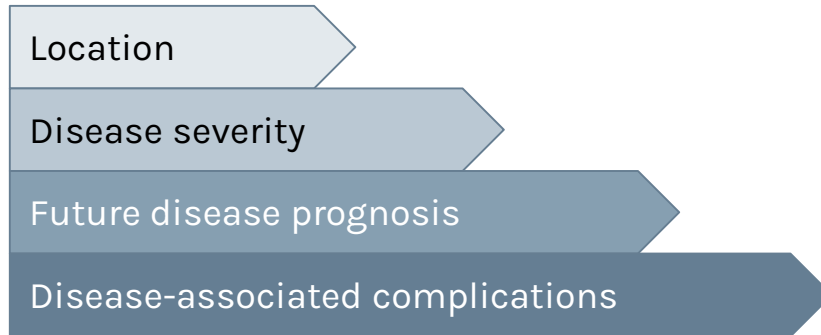 Location
Disease severity
Future disease prognosis
Disease-associated complications